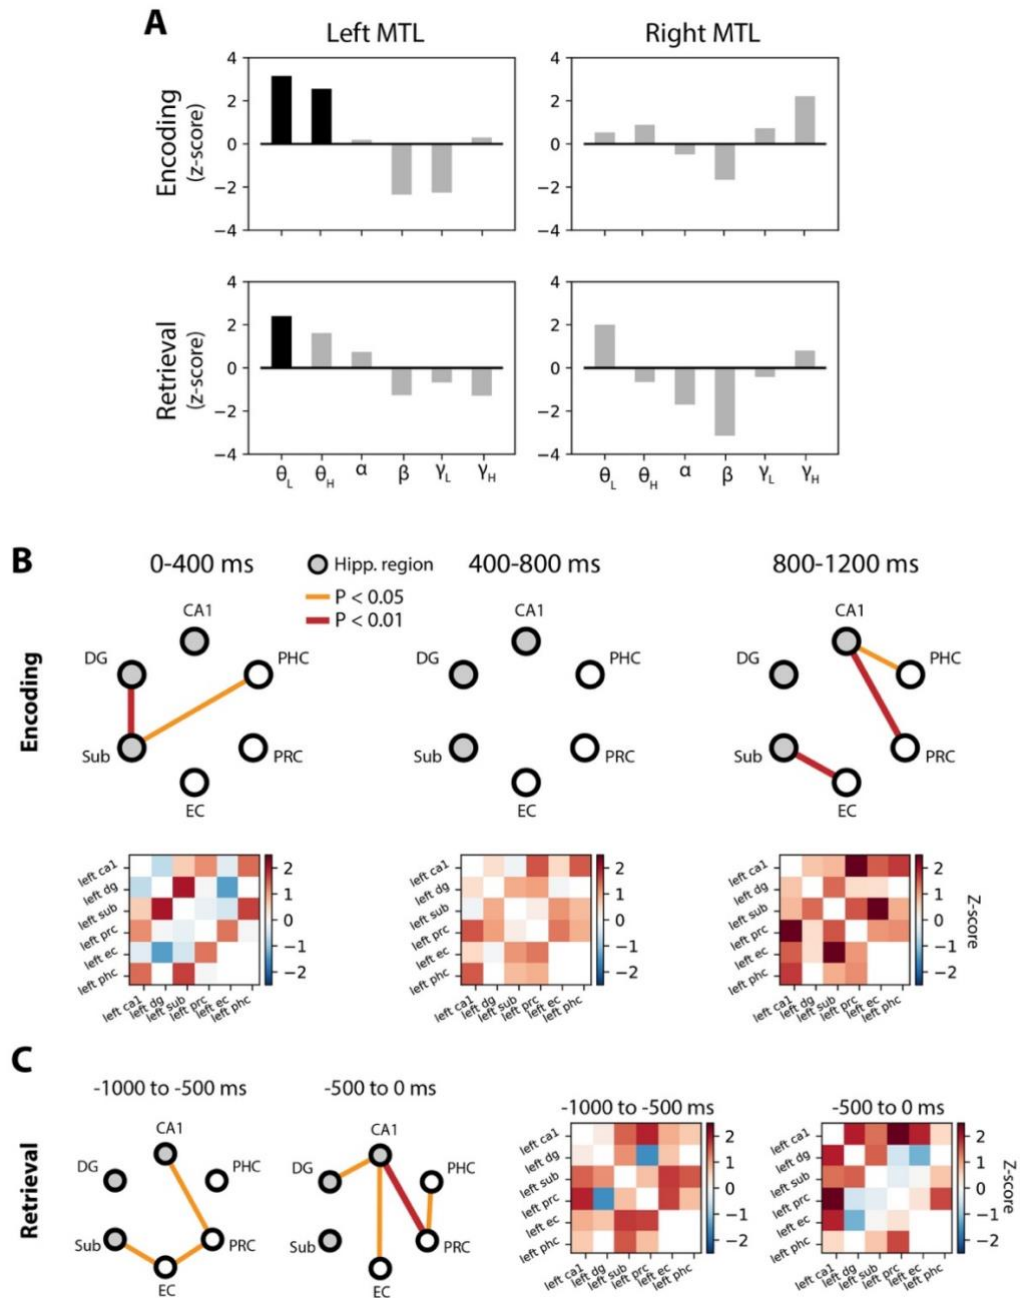 A
Left MTL
Right MTL
Encoding
(z-score)
4
2
0
−2
−4
4
2
0
−2
−4
Retrieval
(z-score)
4
2
0
−2
−4
4
2
0
−2
−4
θL θH α β γL γH
θL θH α β γL γH
B
Encoding
0-400 ms
Hipp. region
P < 0.05
P < 0.01
400-800 ms
800-1200 ms
CA1
DG
PHC
Sub
PRC
EC
CA1
DG
PHC
Sub
PRC
EC
CA1
DG
PHC
Sub
PRC
EC
left ca1
left dg
left sub
left prc
left ec
left phc
left ca1 left dg left sub left prc left ec left phc
2
1
0
−1
−2
left ca1
left dg
left sub
left prc
left ec
left phc
left ca1 left dg left sub left prc left ec left phc
2
1
0
−1
−2
left ca1
left dg
left sub
left prc
left ec
left phc
left ca1 left dg left sub left prc left ec left phc
2
1
0
−1
−2
Z-score
C
Retrieval
-1000 to -500 ms
CA1
DG
PHC
Sub
PRC
EC
-500 to 0 ms
CA1
DG
PHC
Sub
PRC
EC
-1000 to -500 ms
left ca1
left dg
left sub
left prc
left ec
left phc
left ca1 left dg left sub left prc left ec left phc
2
1
0
−1
−2
-500 to 0 ms
left ca1
left dg
left sub
left prc
left ec
left phc
left ca1 left dg left sub left prc left ec left phc
2
1
0
−1
−2
Z-score